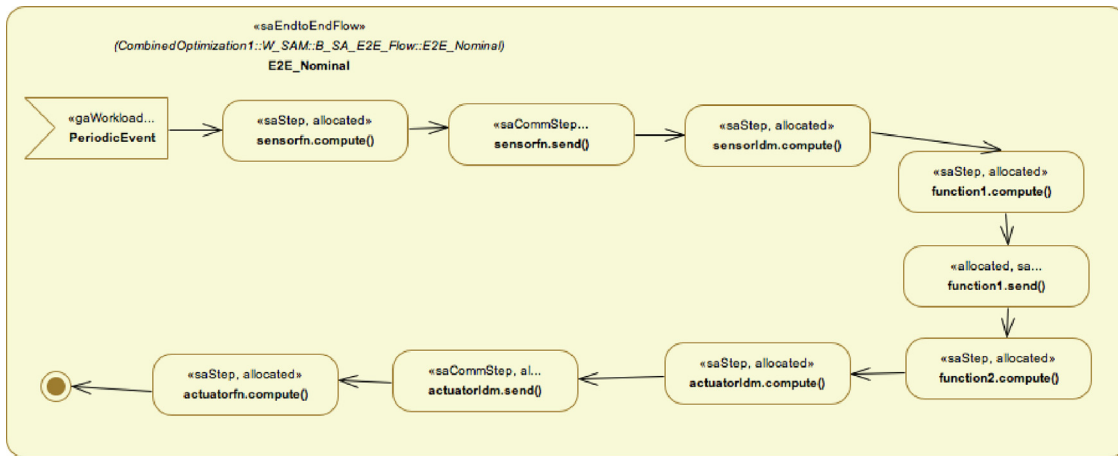 «saEndtoEndFlow»
(CombinedOptimization1::W_SAM::B_SA_E2E_Flow::E2E_Nominal)
E2E_Nominal
«gaWorkload...
PeriodicEvent
«saStep, allocated»
sensorfn.compute()
«saCommStep...
sensorfn.send()
«saStep, allocated»
sensorldm.compute()
«saStep, allocated»
function1.compute()
«allocated, sa...
function1.send()
«saStep, allocated»
function2.compute()
«saStep, allocated»
actuatorldm.compute()
«saCommStep, al...
actuatorldm.send()
«saStep, allocated»
actuatorfn.compute()